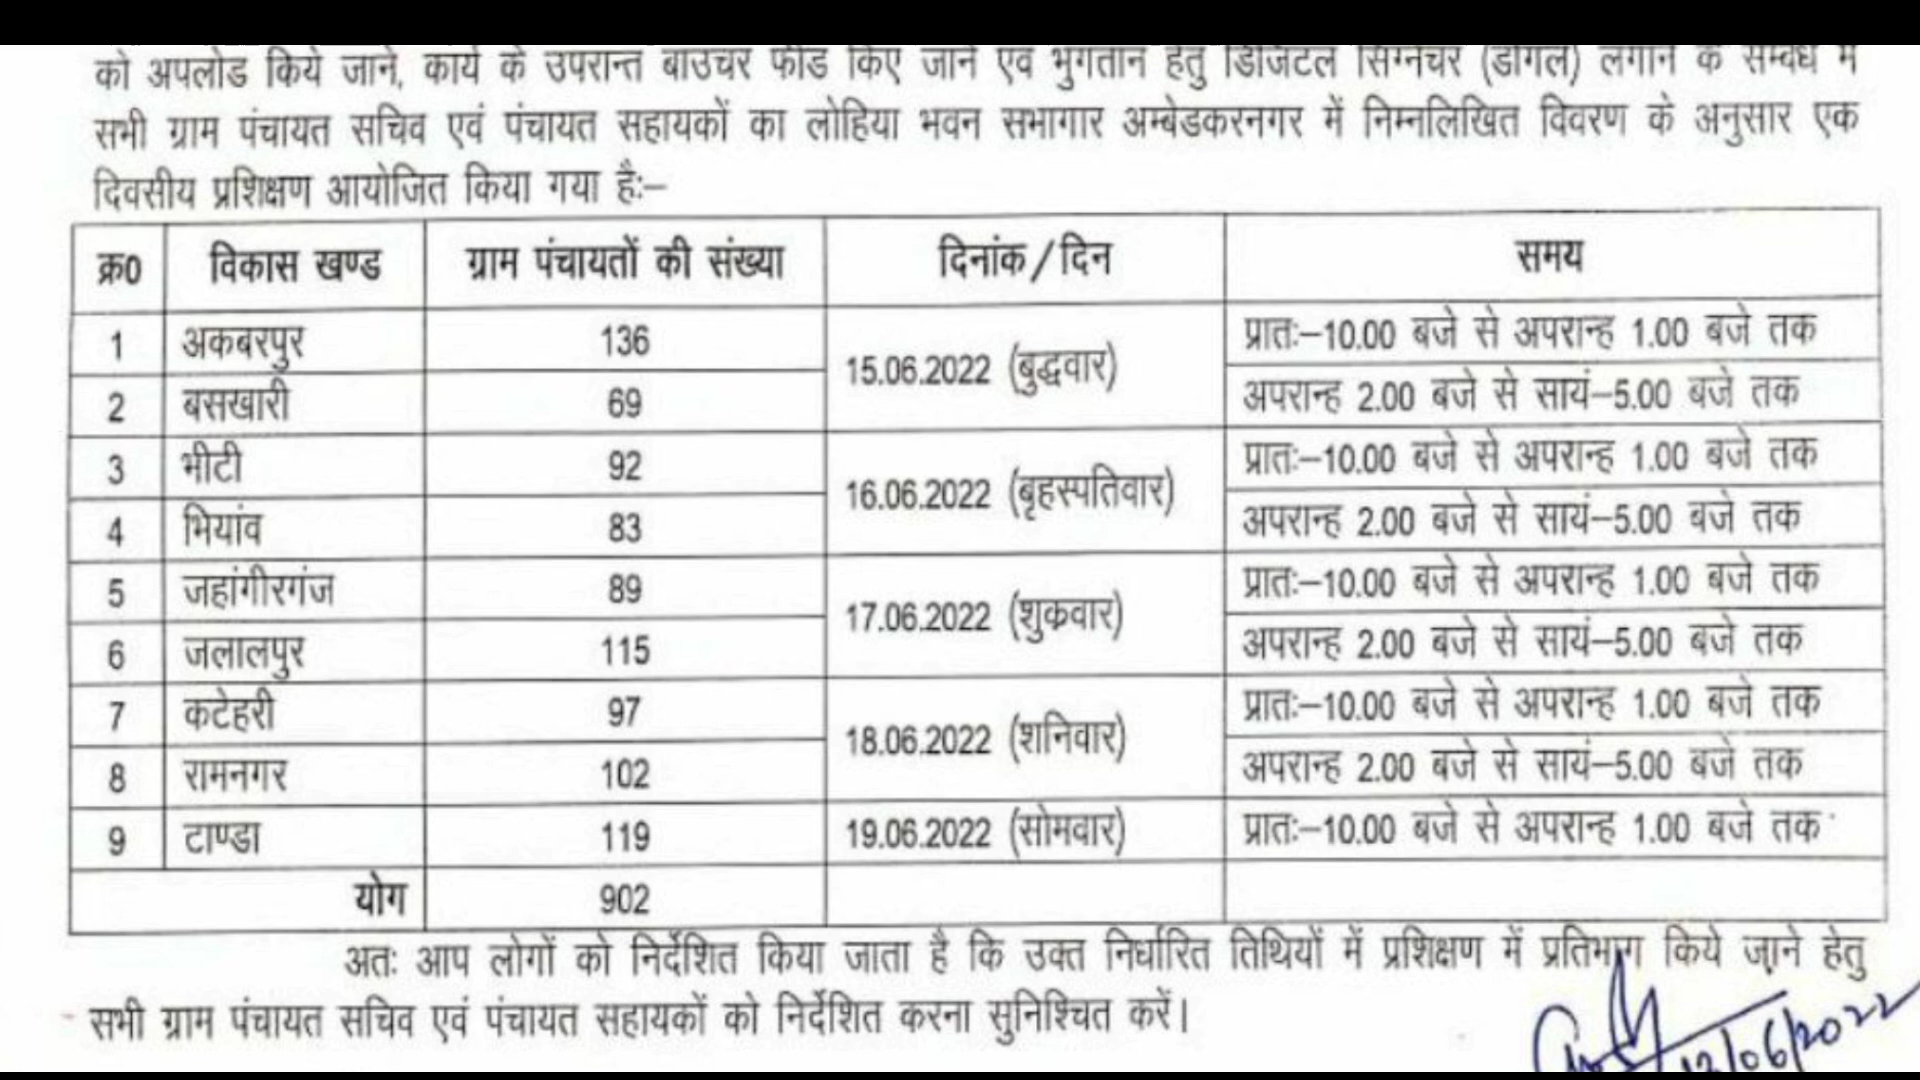 को अपलोड किये जाने, कार्य के उपरान्त बाउचर फीड किए जाने एवं भुगतान हेतु डिजिटल सिग्नेचर (डोंगल) लगाने के सम्बंध में
सभी ग्राम पंचायत सचिव एवं पंचायत सहायकों का लोहिया भवन सभागार अम्बेडकरनगर में निम्नलिखित विवरण के अनुसार एक
दिवसीय प्रशिक्षण आयोजित किया गया है:–
क्र0 विकास खण्ड ग्राम पंचायतों की संख्या दिनांक/दिन समय
1 अकबरपुर 136 15.06.2022 (बुद्धवार) प्रातः–10.00 बजे से अपरान्ह 1.00 बजे तक
2 बसखारी 69 अपरान्ह 2.00 बजे से सायं–5.00 बजे तक
3 भीटी 92 16.06.2022 (बृहस्पतिवार) प्रातः–10.00 बजे से अपरान्ह 1.00 बजे तक
4 भियांव 83 अपरान्ह 2.00 बजे से सायं–5.00 बजे तक
5 जहांगीरगंज 89 17.06.2022 (शुक्रवार) प्रातः–10.00 बजे से अपरान्ह 1.00 बजे तक
6 जलालपुर 115 अपरान्ह 2.00 बजे से सायं–5.00 बजे तक
7 कटेहरी 97 18.06.2022 (शनिवार) प्रातः–10.00 बजे से अपरान्ह 1.00 बजे तक
8 रामनगर 102 अपरान्ह 2.00 बजे से सायं–5.00 बजे तक
9 टाण्डा 119 19.06.2022 (सोमवार) प्रातः–10.00 बजे से अपरान्ह 1.00 बजे तक
योग 902
अतः आप लोगों को निर्देशित किया जाता है कि उक्त निर्धारित तिथियों में प्रशिक्षण में प्रतिभाग किये जाने हेतु
सभी ग्राम पंचायत सचिव एवं पंचायत सहायकों को निर्देशित करना सुनिश्चित करें।
12/06/2022